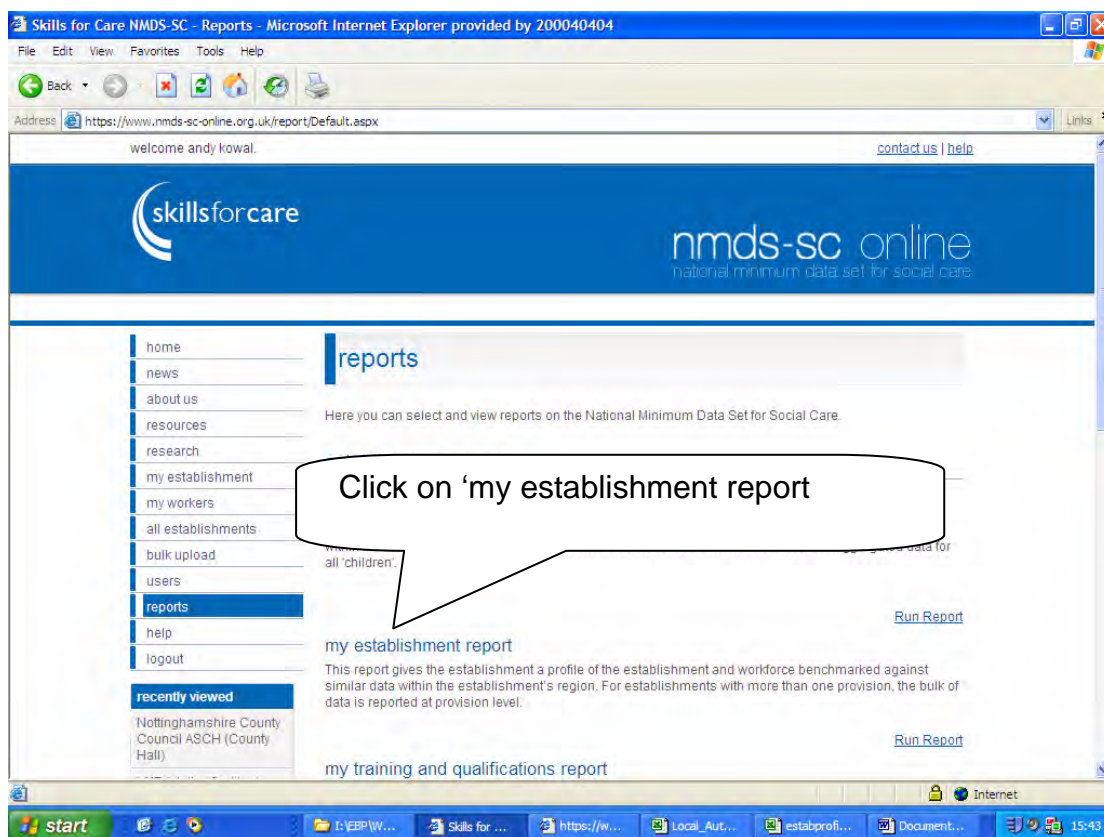 Skills for Care NMDS-SC - Reports - Microsoft Internet Explorer provided by 200040404
File Edit View Favorites Tools Help
Back
Address https://www.nmds-sc-online.org.uk/report/Default.aspx Links
welcome andy kowal. contact us | help
skillsforcare
nmds-sc online
national minimum data set for social care
home
news
about us
resources
research
my establishment
my workers
all establishments
bulk upload
users
reports
help
logout
recently viewed
Nottinghamshire County
Council ASCH (County
Hall)
reports
Here you can select and view reports on the National Minimum Data Set for Social Care.
Click on ‘my establishment report
data for
all 'children'.
Run Report
my establishment report
This report gives the establishment a profile of the establishment and workforce benchmarked against
similar data within the establishment's region. For establishments with more than one provision, the bulk of
data is reported at provision level.
Run Report
my training and qualifications report
Internet
start I:\EBP\W... Skills for ... https://w... Local_Aut... estabprofi... Document... 15:43